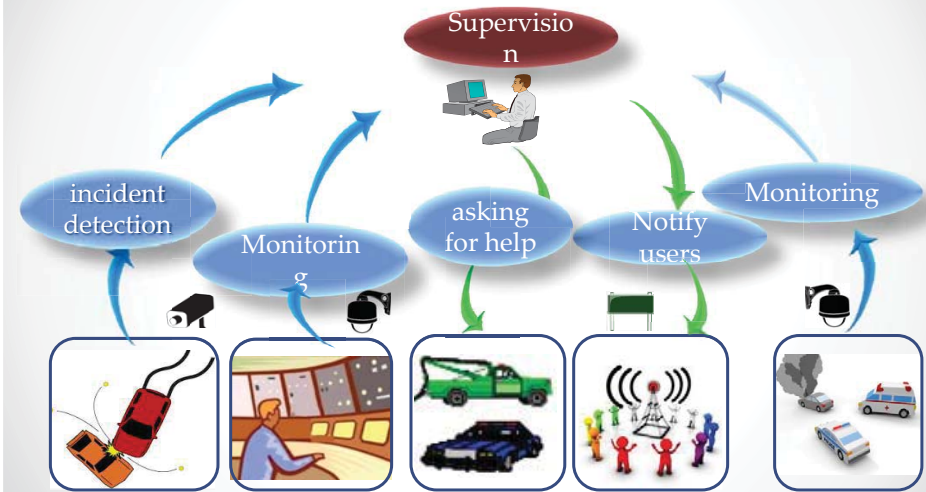 Supervisio
n
incident
detection
Monitorin
g
asking
for help
Notify
users
Monitoring